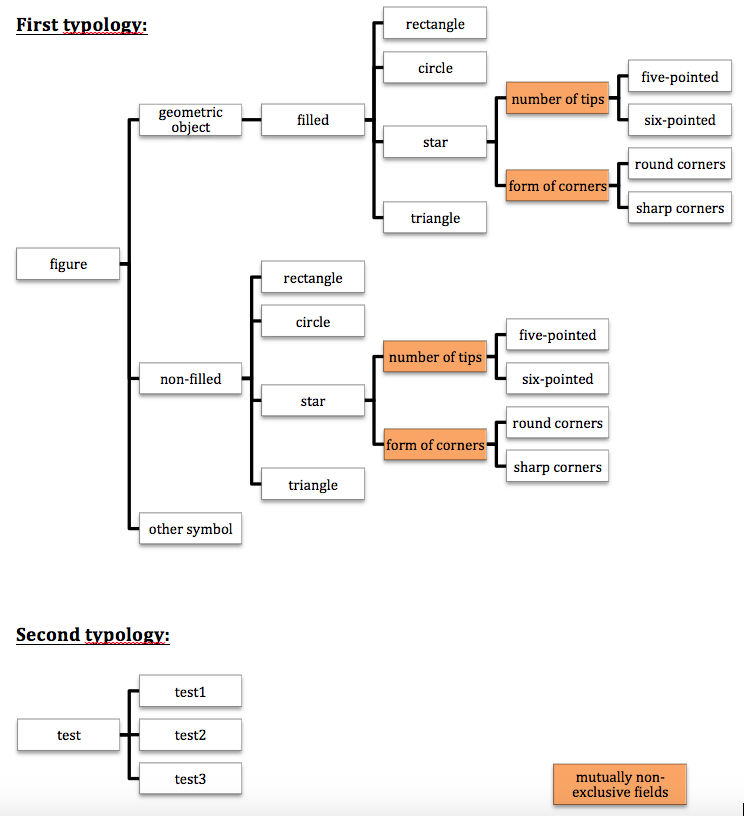 First typology:
rectangle
circle
star
triangle
number of tips
five-pointed
six-pointed
form of corners
round corners
sharp corners
geometric
object
filled
figure
rectangle
circle
non-filled
star
triangle
number of tips
five-pointed
six-pointed
form of corners
round corners
sharp corners
other symbol
Second typology:
test
test1
test2
test3
mutually non-
exclusive fields